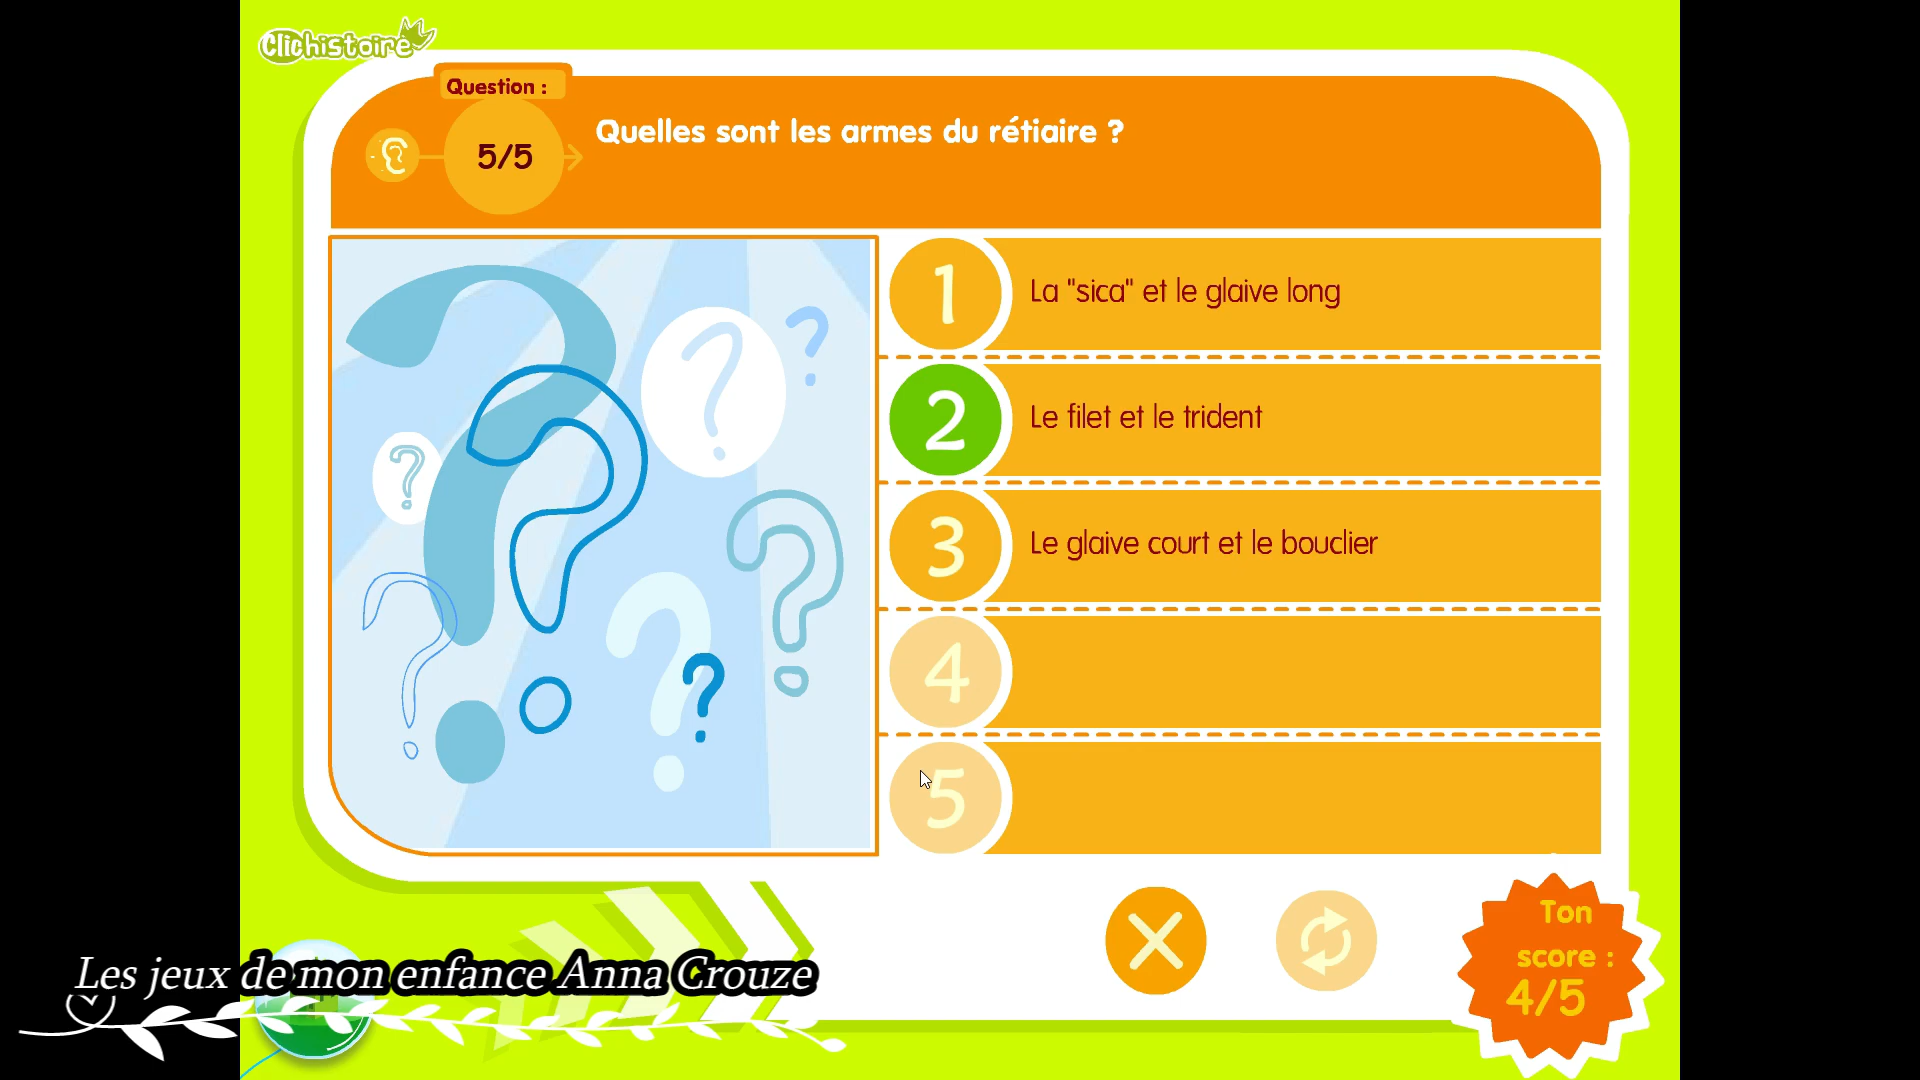 Clichistoire
Question :
5/5
Quelles sont les armes du rétiaire ?
1
La "sica" et le glaive long
2
Le filet et le trident
3
Le glaive court et le bouclier
4
5
Ton
score :
4/5
Les jeux de mon enfance Anna Crouze